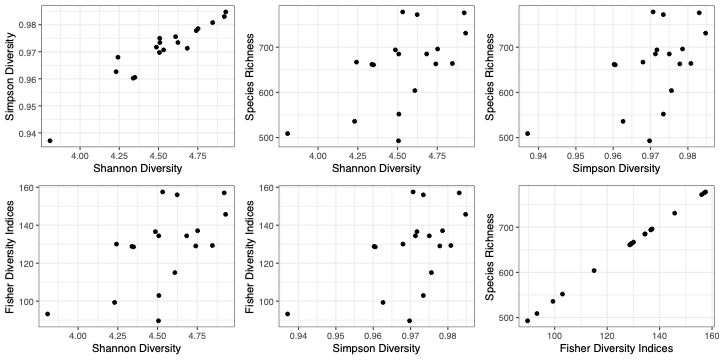 0.98
0.97
0.96
0.95
0.94
Simpson Diversity
4.00 4.25 4.50 4.75
Shannon Diversity
700
600
500
Species Richness
4.00 4.25 4.50 4.75
Shannon Diversity
700
600
500
Species Richness
0.94 0.95 0.96 0.97 0.98
Simpson Diversity
160
140
120
100
Fisher Diversity Indices
4.00 4.25 4.50 4.75
Shannon Diversity
160
140
120
100
Fisher Diversity Indices
0.94 0.95 0.96 0.97 0.98
Simpson Diversity
700
600
500
Species Richness
100 120 140 160
Fisher Diversity Indices